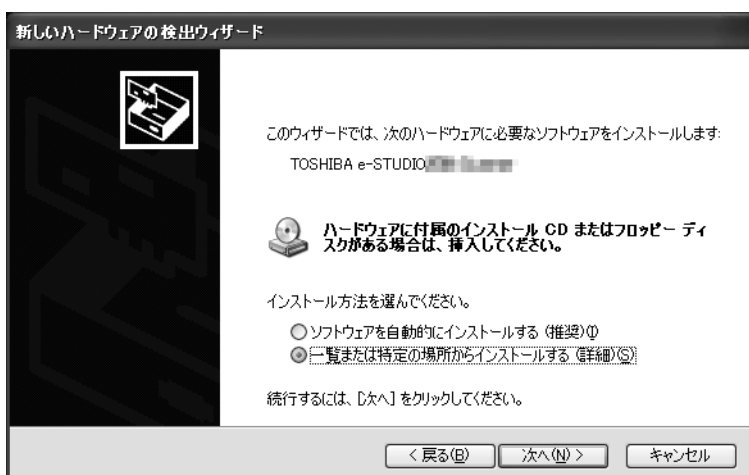 新しいハードウェアの検出ウィザード
このウィザードでは、次のハードウェアに必要なソフトウェアをインストールします:
TOSHIBA e-STUDIO
ハードウェアに付属のインストール CD またはフロッピー ディ
スクがある場合は、挿入してください。
インストール方法を選んでください。
ソフトウェアを自動的にインストールする (推奨)(I)
一覧または特定の場所からインストールする (詳細)(S)
続行するには、[次へ] をクリックしてください。
< 戻る(B) 次へ(N) > キャンセル